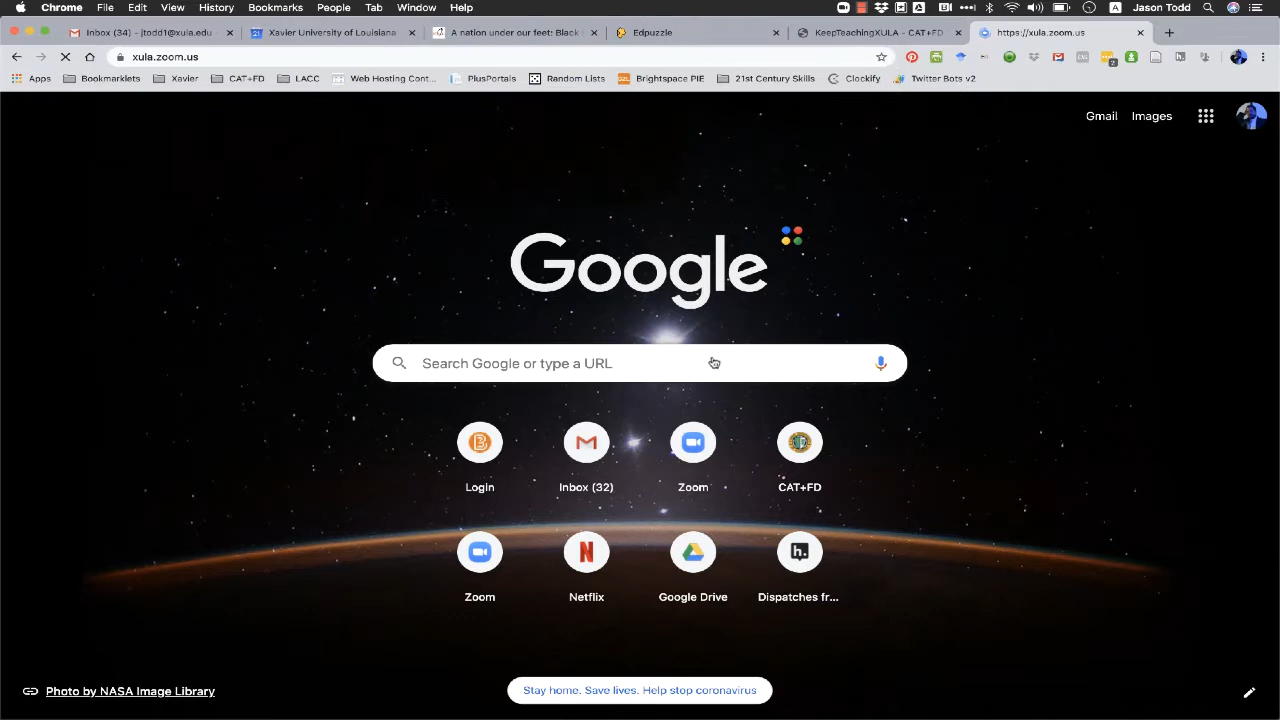 Chrome File Edit View History Bookmarks People Tab Window Help Jason Todd
Inbox (34) - jtodd1@xula.edu Xavier University of Louisiana A nation under our feet: Black Edpuzzle KeepTeachingXULA - CAT+FD https://xula.zoom.us
xula.zoom.us
Apps Bookmarklets Xavier CAT+FD LACC Web Hosting Cont... PlusPortals Random Lists Brightspace PIE 21st Century Skills Clockify Twitter Bots v2
Gmail Images
Google
Search Google or type a URL
Login Inbox (32) Zoom CAT+FD
Zoom Netflix Google Drive Dispatches fr...
Photo by NASA Image Library
Stay home. Save lives. Help stop coronavirus